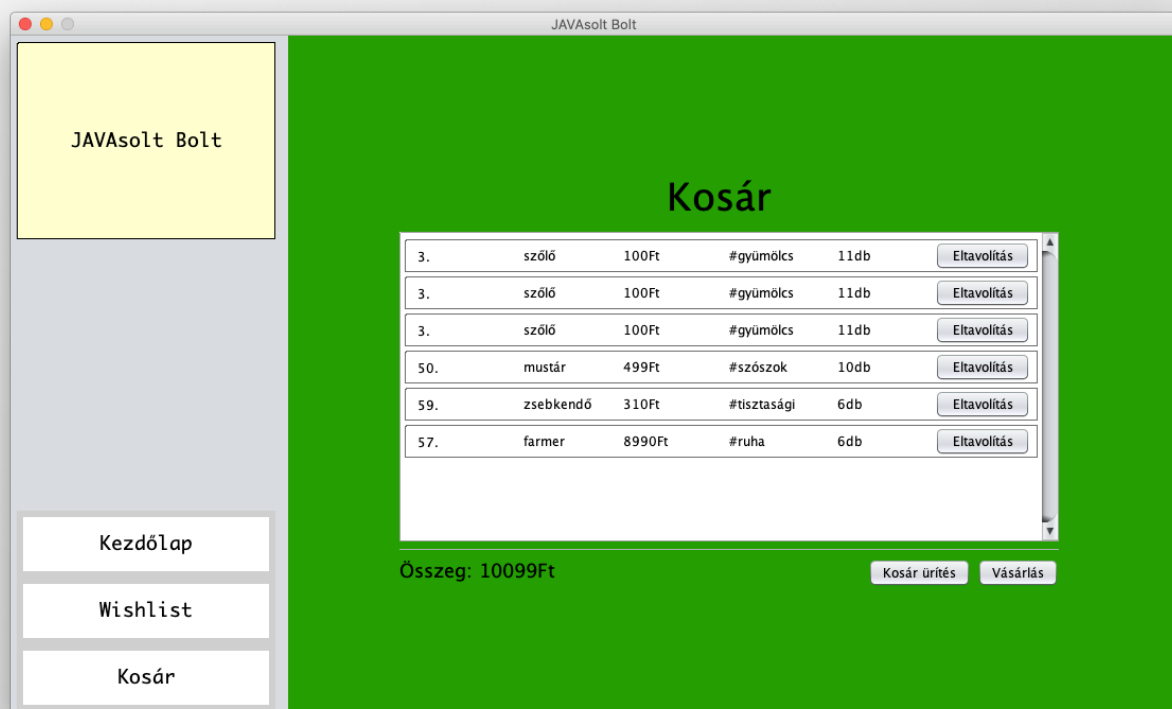 JAVAsolt Bolt
JAVAsolt Bolt
Kosár
3. szőlő 100Ft #gyümölcs 11db Eltavolítás
3. szőlő 100Ft #gyümölcs 11db Eltavolítás
3. szőlő 100Ft #gyümölcs 11db Eltavolítás
50. mustár 499Ft #szószok 10db Eltavolítás
59. zsebkendő 310Ft #tisztasági 6db Eltavolítás
57. farmer 8990Ft #ruha 6db Eltavolítás
Összeg: 10099Ft Kosár ürítés Vásárlás
Kezdőlap
Wishlist
Kosár